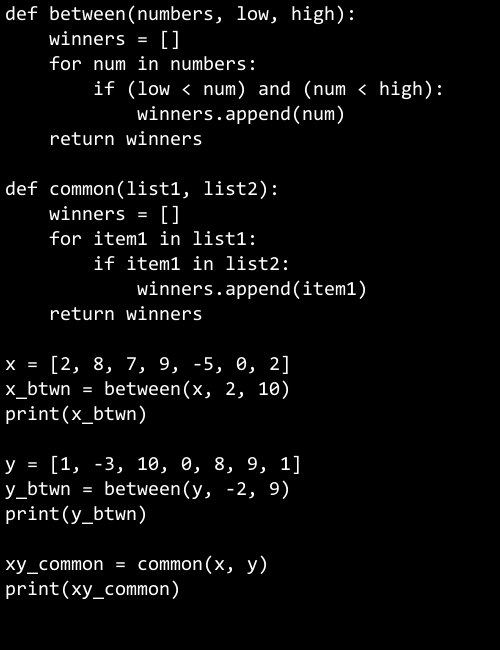 def between(numbers, low, high):
    winners = []
    for num in numbers:
        if (low < num) and (num < high):
            winners.append(num)
    return winners

def common(list1, list2):
    winners = []
    for item1 in list1:
        if item1 in list2:
            winners.append(item1)
    return winners

x = [2, 8, 7, 9, -5, 0, 2]
x_btwn = between(x, 2, 10)
print(x_btwn)

y = [1, -3, 10, 0, 8, 9, 1]
y_btwn = between(y, -2, 9)
print(y_btwn)

xy_common = common(x, y)
print(xy_common)